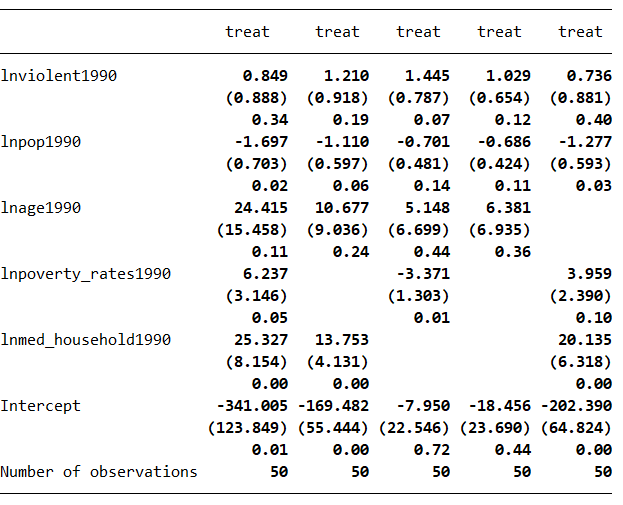 treat treat treat treat treat
lnviolent1990 0.849 1.210 1.445 1.029 0.736
(0.888) (0.918) (0.787) (0.654) (0.881)
0.34 0.19 0.07 0.12 0.40
lnpop1990 -1.697 -1.110 -0.701 -0.686 -1.277
(0.703) (0.597) (0.481) (0.424) (0.593)
0.02 0.06 0.14 0.11 0.03
lnage1990 24.415 10.677 5.148 6.381
(15.458) (9.036) (6.699) (6.935)
0.11 0.24 0.44 0.36
lnpoverty_rates1990 6.237 -3.371 3.959
(3.146) (1.303) (2.390)
0.05 0.01 0.10
lnmed_household1990 25.327 13.753 20.135
(8.154) (4.131) (6.318)
0.00 0.00 0.00
Intercept -341.005 -169.482 -7.950 -18.456 -202.390
(123.849) (55.444) (22.546) (23.690) (64.824)
0.01 0.00 0.72 0.44 0.00
Number of observations 50 50 50 50 50